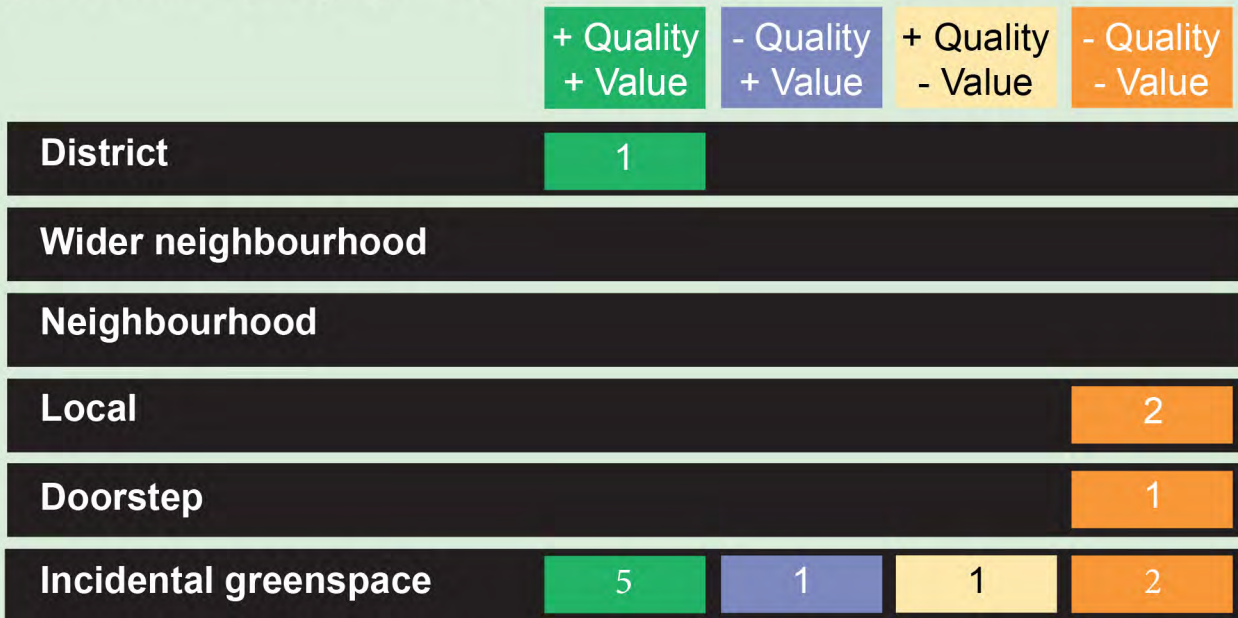 + Quality - Quality + Quality - Quality
+ Value + Value - Value - Value
District 1
Wider neighbourhood
Neighbourhood
Local 2
Doorstep 1
Incidental greenspace 5 1 1 2